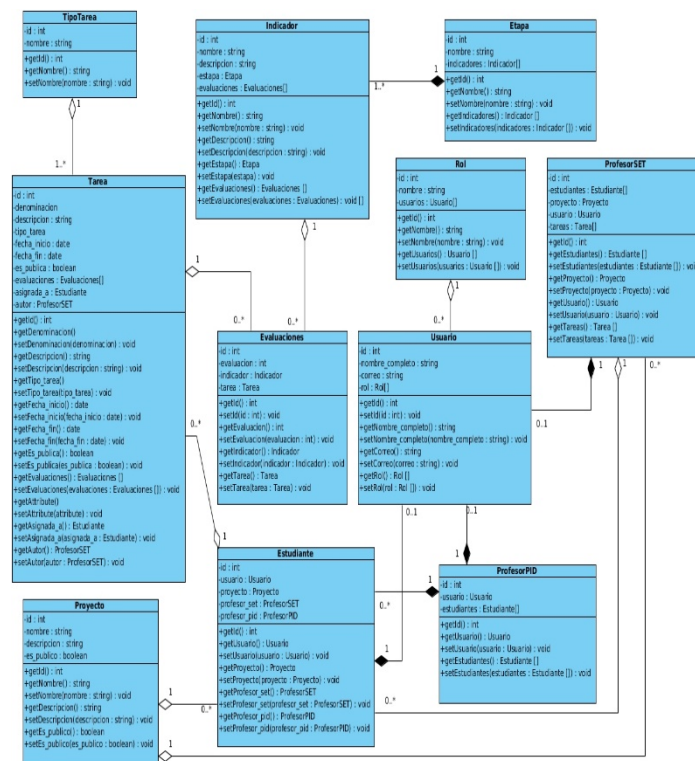 TipoTarea
-id : int
-nombre : string
+getId() : int
+getNombre() : string
+setNombre(nombre : string) : void
1
1..*
Indicador
-id : int
-nombre : string
-descripcion : string
-estapa : Etapa
-evaluaciones : Evaluaciones[]
+getId() : int
+getNombre() : string
+setNombre(nombre : string) : void
+getDescripcion() : string
+setDescripcion(descripcion : string) : void
+getEstapa() : Etapa
+setEstapa(estapa) : void
+getEvaluaciones() : Evaluaciones []
+setEvaluaciones(evaluaciones : Evaluaciones) : void []
1..*
1
1
0..*
Etapa
-id : int
-nombre : string
-indicadores : Indicador[]
+getId() : int
+getNombre() : string
+setNombre(nombre : string) : void
+getIndicadores() : Indicador []
+setIndicadores(indicadores : Indicador []) : void
Rol
-id : int
-nombre : string
-usuarios : Usuario[]
+getId() : int
+getNombre() : string
+setNombre(nombre : string) : void
+getUsuarios() : Usuario []
+setUsuarios(usuarios : Usuario []) : void
1
0..*
ProfesorSET
-id : int
-estudiantes : Estudiante[]
-proyecto : Proyecto
-usuario : Usuario
-tareas : Tarea[]
+getId() : int
+getEstudiantes() : Estudiante []
+setEstudiantes(estudiantes : Estudiante []) : void
+getProyecto() : Proyecto
+setProyecto(proyecto : Proyecto) : void
+getUsuario() : Usuario
+setUsuario(usuario : Usuario) : void
+getTareas() : Tarea []
+setTareas(tareas : Tarea []) : void
1
1
0..*
Tarea
-id : int
-denominacion
-descripcion : string
-tipo_tarea
-fecha_inicio : date
-fecha_fin : date
-es_publica : boolean
-evaluaciones : Evaluaciones[]
-asignada_a : Estudiante
-autor : ProfesorSET
+getId() : int
+getDenominacion()
+setDenominacion(denominacion) : void
+getDescripcion() : string
+setDescripcion(descripcion : string) : void
+getTipo_tarea()
+setTipo_tarea(tipo_tarea) : void
+getFecha_inicio() : date
+setFecha_inicio(fecha_inicio : date) : void
+getFecha_fin() : date
+setFecha_fin(fecha_fin : date) : void
+getEs_publica() : boolean
+setEs_publica(es_publica : boolean) : void
+getEvaluaciones() : Evaluaciones []
+setEvaluaciones(evaluaciones : Evaluaciones []) : void
+getAttribute()
+setAttribute(attribute) : void
+getAsignada_a() : Estudiante
+setAsignada_a(asignada_a : Estudiante) : void
+getAutor() : ProfesorSET
+setAutor(autor : ProfesorSET) : void
1
0..*
0..*
1
Evaluaciones
-id : int
-evaluacion : int
-indicador : Indicador
-tarea : Tarea
+getId() : int
+setId(id : int) : void
+getEvaluacion() : int
+setEvaluacion(evaluacion : int) : void
+getIndicador() : Indicador
+setIndicador(indicador : Indicador) : void
+getTarea() : Tarea
+setTarea(tarea : Tarea) : void
Usuario
-id : int
-nombre_completo : string
-correo : string
-rol : Rol[]
+getId() : int
+setId(id : int) : void
+getNombre_completo() : string
+setNombre_completo(nombre_completo : string) : void
+getCorreo() : string
+setCorreo(correo : string) : void
+getRol() : Rol []
+setRol(rol : Rol []) : void
0.1
0.1
0.1
Estudiante
-id : int
-usuario : Usuario
-proyecto : Proyecto
-profesor_set : ProfesorSET
-profesor_pid : ProfesorPID
+getId() : int
+getUsuario() : Usuario
+setUsuario(usuario : Usuario) : void
+getProyecto() : Proyecto
+setProyecto(proyecto : Proyecto) : void
+getProfesor_set() : ProfesorSET
+setProfesor_set(profesor_set : ProfesorSET) : void
+getProfesor_pid() : ProfesorPID
+setProfesor_pid(profesor_pid : ProfesorPID) : void
0..*
1
1
1
0..*
ProfesorPID
-id : int
-usuario : Usuario
-estudiantes : Estudiante[]
+getId() : int
+getUsuario() : Usuario
+setUsuario(usuario : Usuario) : void
+getEstudiantes() : Estudiante []
+setEstudiantes(estudiantes : Estudiante []) : void
Proyecto
-id : int
-nombre : string
-descripcion : string
-es_publico : boolean
+getId() : int
+getNombre() : string
+setNombre(nombre : string) : void
+getDescripcion() : string
+setDescripcion(descripcion : string) : void
+getEs_publico() : boolean
+setEs_publico(es_publico : boolean) : void
1
0..*
1